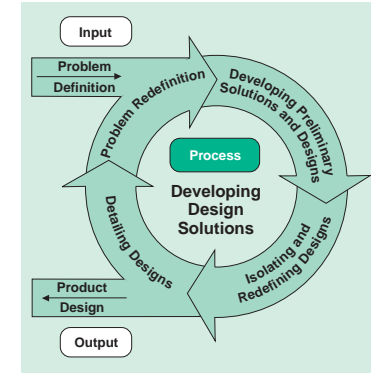 Input
Problem
Definition
Problem Redefinition
Developing Preliminary
Solutions and Designs
Process
Developing
Design
Solutions
Isolating and
Redefining Designs
Detailing Designs
Product
Design
Output